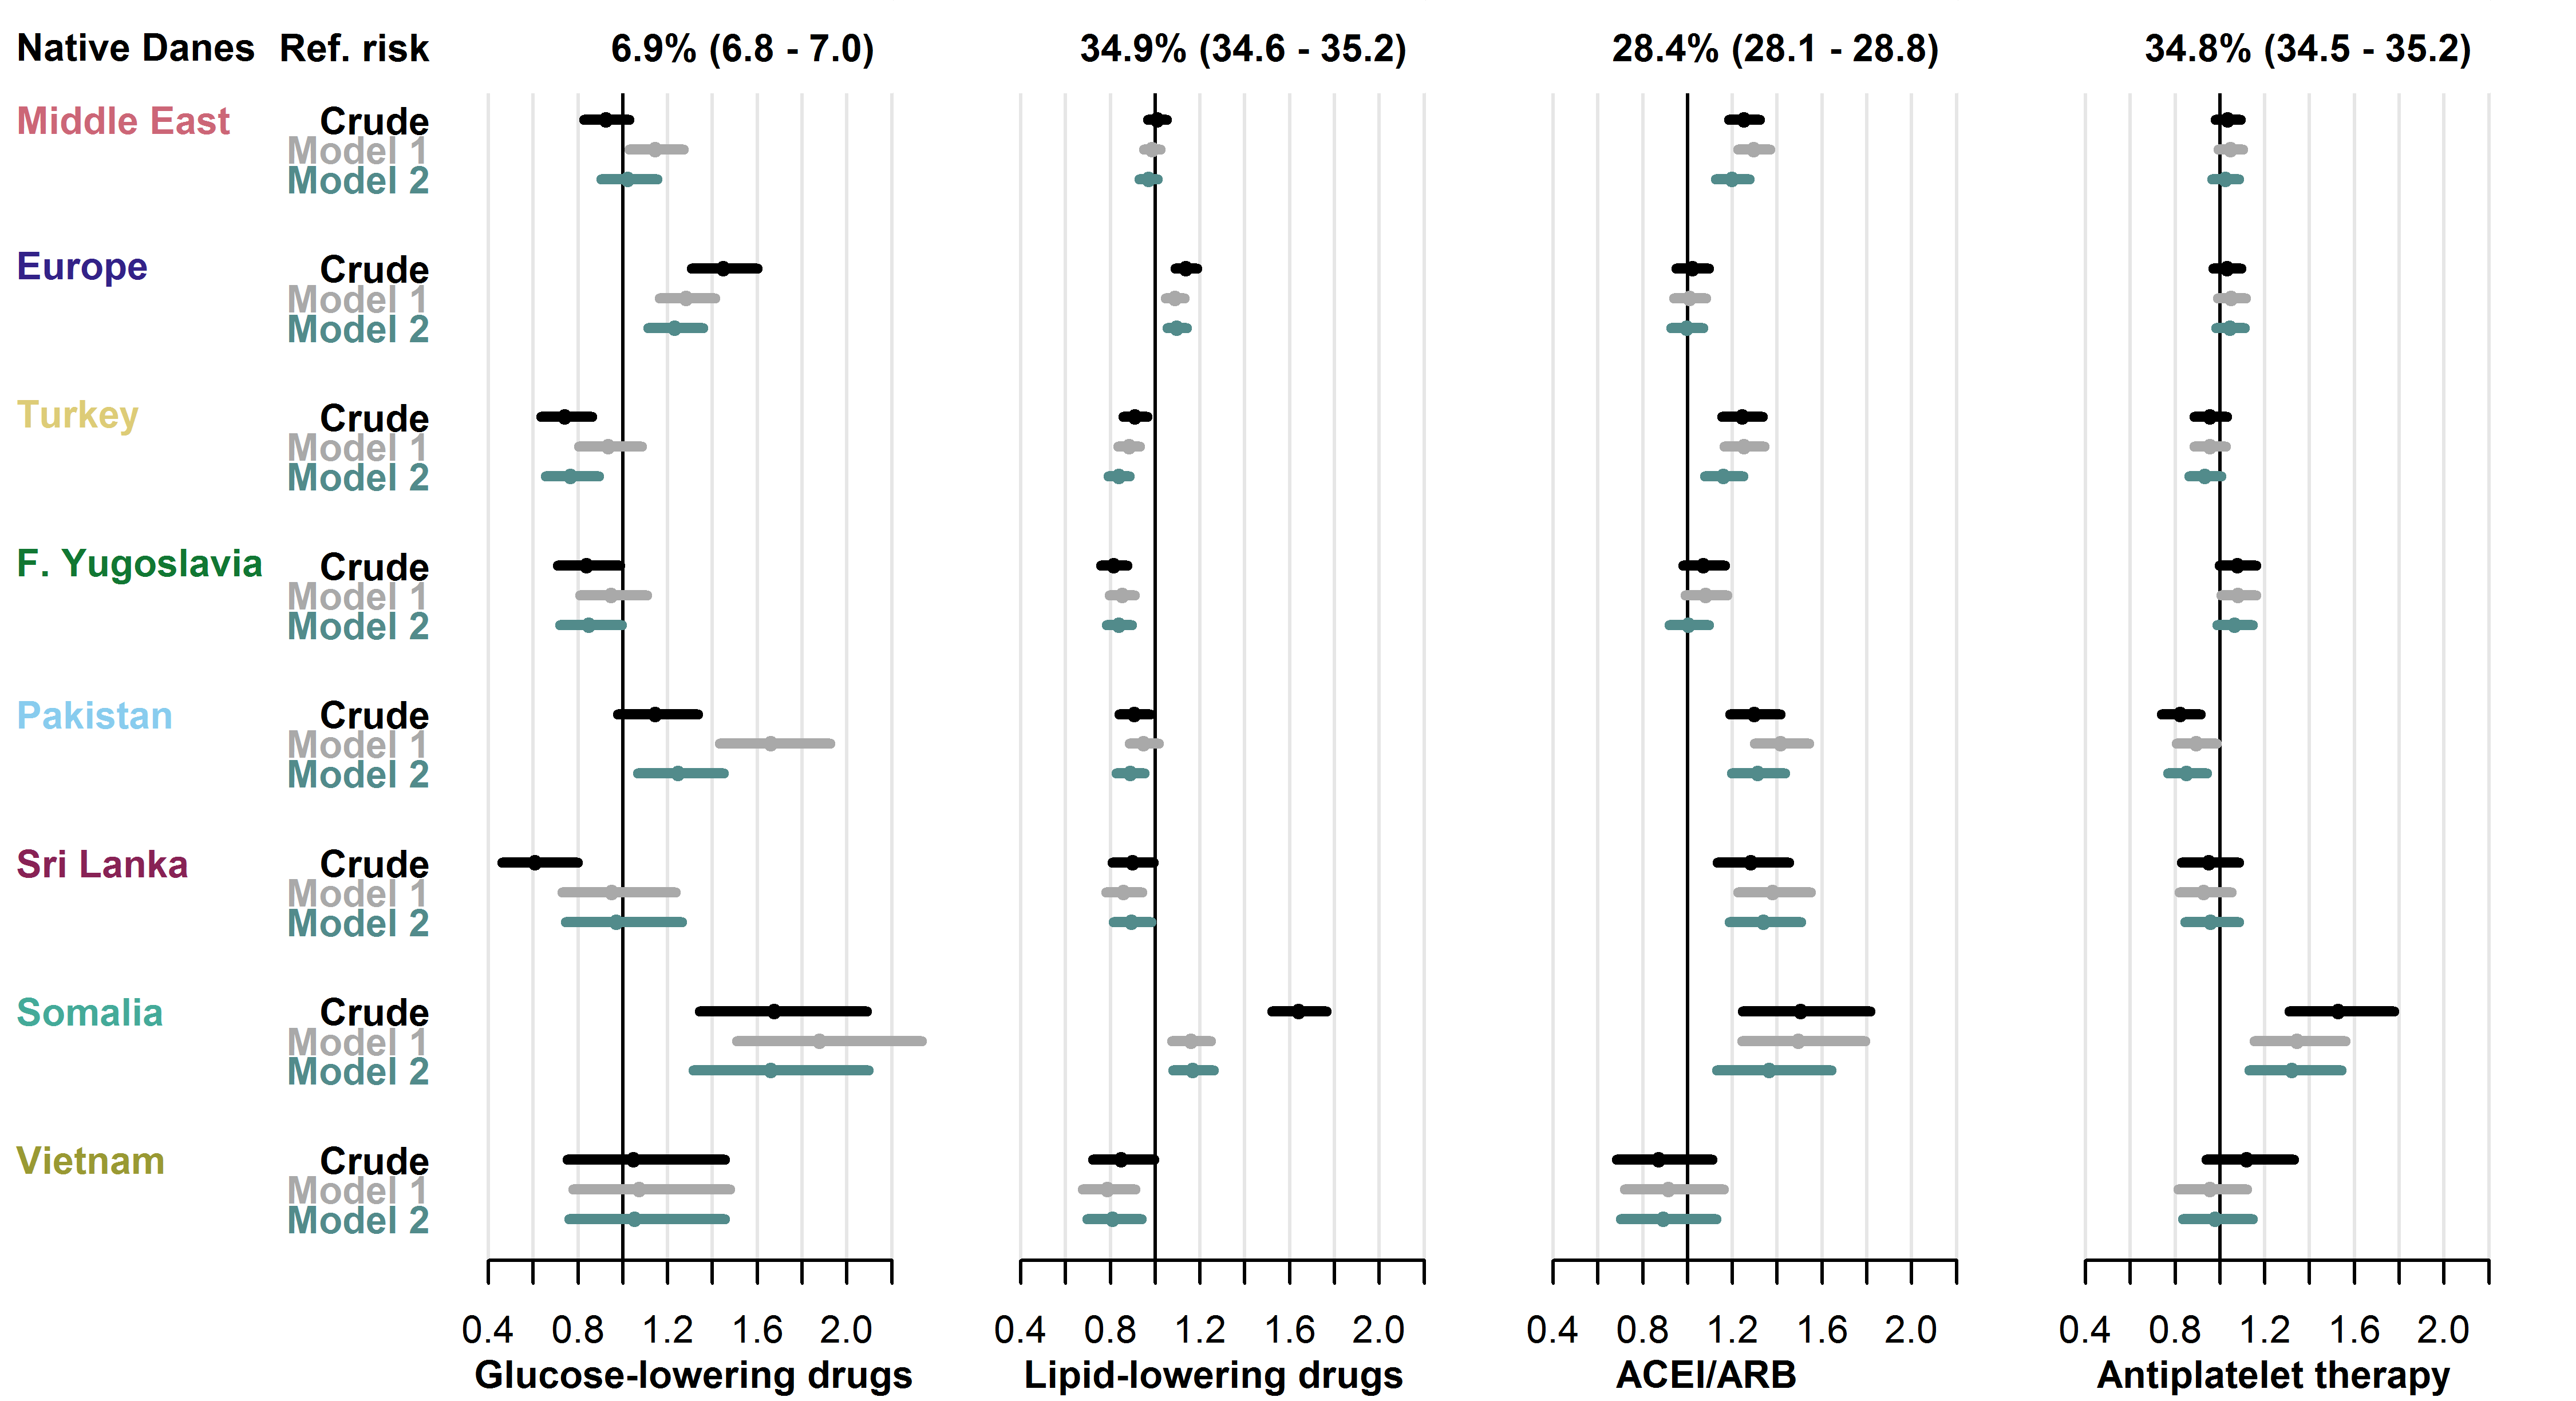 Native Danes Ref. risk 6.9% (6.8 - 7.0) 34.9% (34.6 - 35.2) 28.4% (28.1 - 28.8) 34.8% (34.5 - 35.2)
Middle East Crude
Model 1
Model 2
Europe Crude
Model 1
Model 2
Turkey Crude
Model 1
Model 2
F. Yugoslavia Crude
Model 1
Model 2
Pakistan Crude
Model 1
Model 2
Sri Lanka Crude
Model 1
Model 2
Somalia Crude
Model 1
Model 2
Vietnam Crude
Model 1
Model 2
0.4 0.8 1.2 1.6 2.0 0.4 0.8 1.2 1.6 2.0 0.4 0.8 1.2 1.6 2.0 0.4 0.8 1.2 1.6 2.0
Glucose-lowering drugs Lipid-lowering drugs ACEI/ARB Antiplatelet therapy